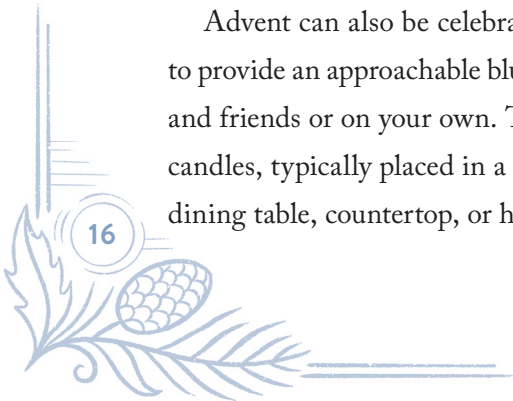 Advent can also be celebra
to provide an approachable blu
and friends or on your own. T
candles, typically placed in a
dining table, countertop, or h
16